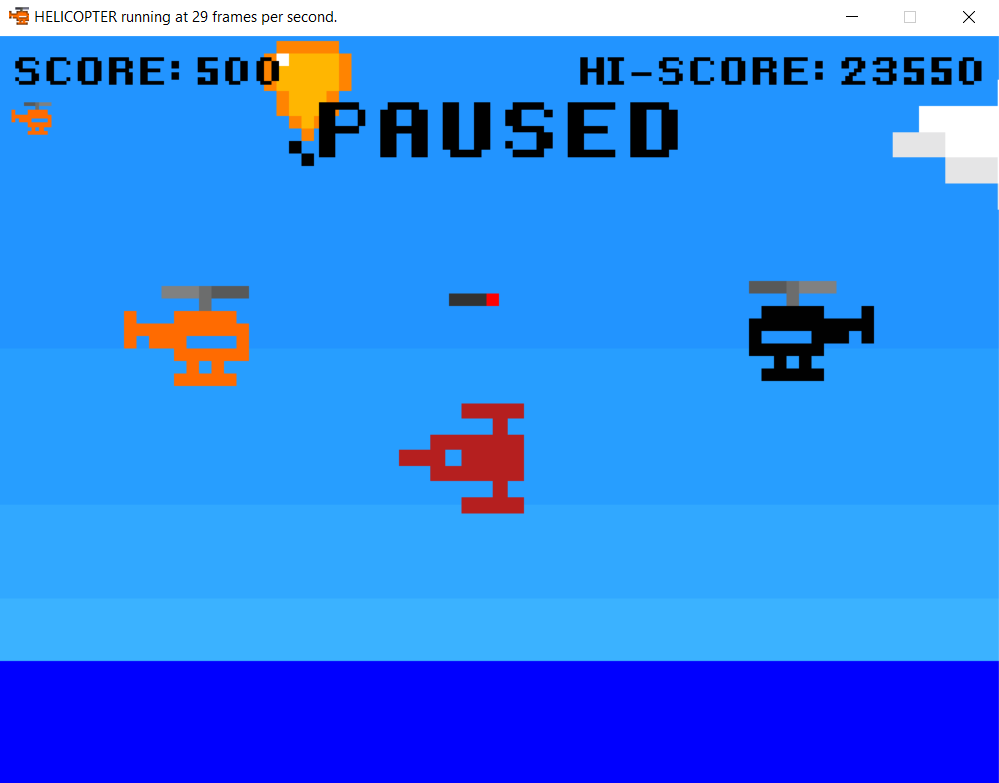 HELICOPTER running at 29 frames per second.
SCORE: 500 HI-SCORE: 23550
PAUSED